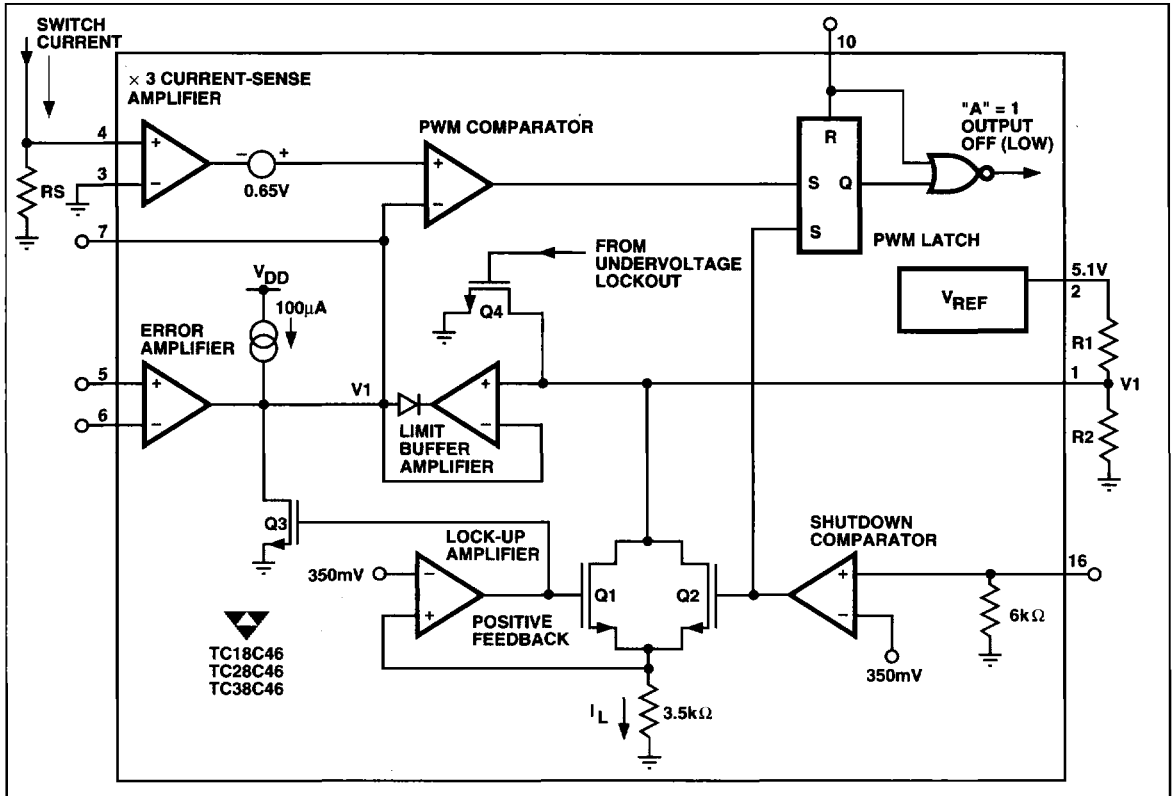 SWITCH
CURRENT
× 3 CURRENT-SENSE
AMPLIFIER
10
"A" = 1
OUTPUT
OFF (LOW)
PWM COMPARATOR
R
4
+
−
+
+
3
−
0.65V
−
S
Q
RS
S
PWM LATCH
7
FROM
UNDERVOLTAGE
LOCKOUT
VDD
100µA
Q4
VREF
5.1V
2
R1
ERROR
AMPLIFIER
5
+
V1
+
1
V1
6
−
−
LIMIT
BUFFER
AMPLIFIER
R2
Q3
LOCK-UP
AMPLIFIER
SHUTDOWN
COMPARATOR
350mV
−
+
16
Q1
Q2
+
−
6kΩ
POSITIVE
FEEDBACK
TC18C46
TC28C46
TC38C46
350mV
IL
3.5kΩ